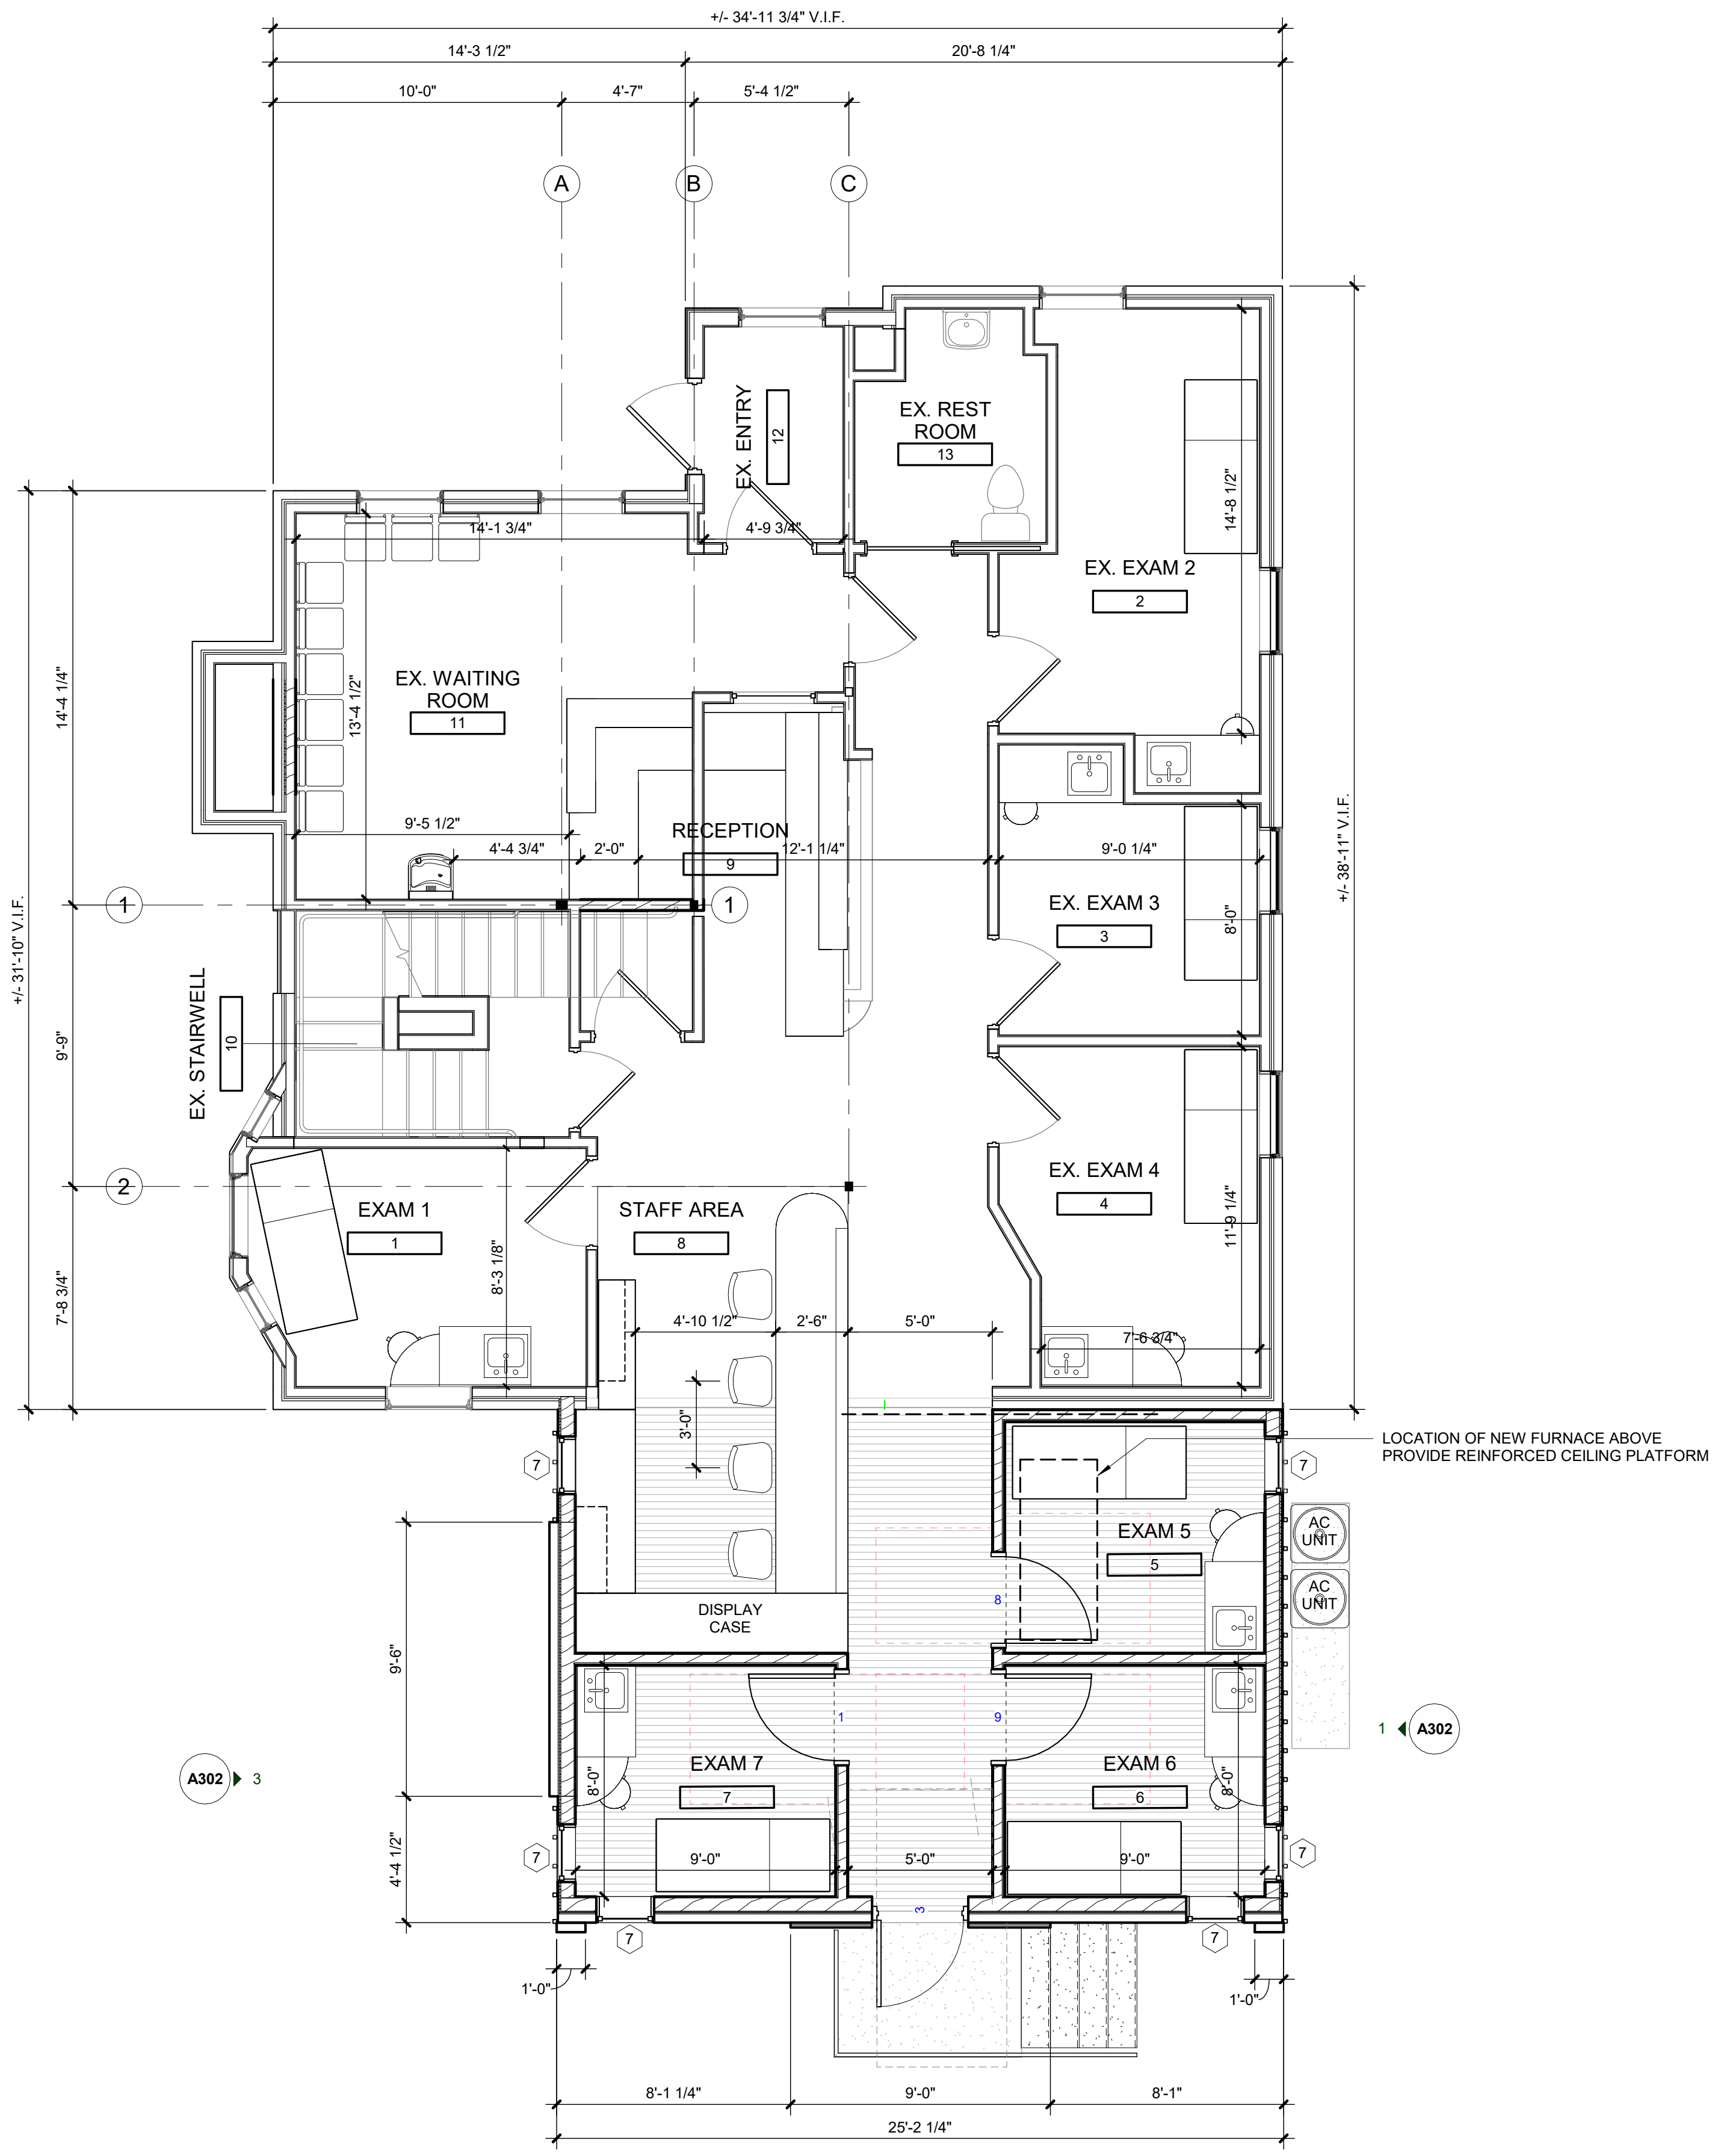 +/- 34'-11 3/4" V.I.F.
14'-3 1/2"
20'-8 1/4"
10'-0"
4'-7"
5'-4 1/2"
A
B
C
EX. ENTRY
12
EX. REST
ROOM
13
14'-8 1/2"
14'-1 3/4"
4'-9 3/4"
EX. EXAM 2
2
EX. WAITING
ROOM
11
13'-4 1/2"
14'-4 1/4"
+/- 38'-11" V.I.F.
9'-5 1/2"
RECEPTION
9
4'-4 3/4"
2'-0"
12'-1 1/4"
9'-0 1/4"
1
1
EX. EXAM 3
3
8'-0"
+/- 31'-10" V.I.F.
EX. STAIRWELL
10
9'-9"
2
EX. EXAM 4
4
11'-9 1/4"
EXAM 1
1
8'-3 1/8"
STAFF AREA
8
7'-8 3/4"
4'-10 1/2"
2'-6"
5'-0"
7'-6 3/4"
3'-0"
7
7
LOCATION OF NEW FURNACE ABOVE
PROVIDE REINFORCED CEILING PLATFORM
EXAM 5
5
AC
UNIT
AC
UNIT
8
DISPLAY
CASE
9'-6"
1
9
1
A302
A302
3
EXAM 7
7
8'-0"
EXAM 6
6
8'-0"
4'-4 1/2"
7
7
9'-0"
5'-0"
9'-0"
3
7
7
1'-0"
1'-0"
8'-1 1/4"
9'-0"
8'-1"
25'-2 1/4"